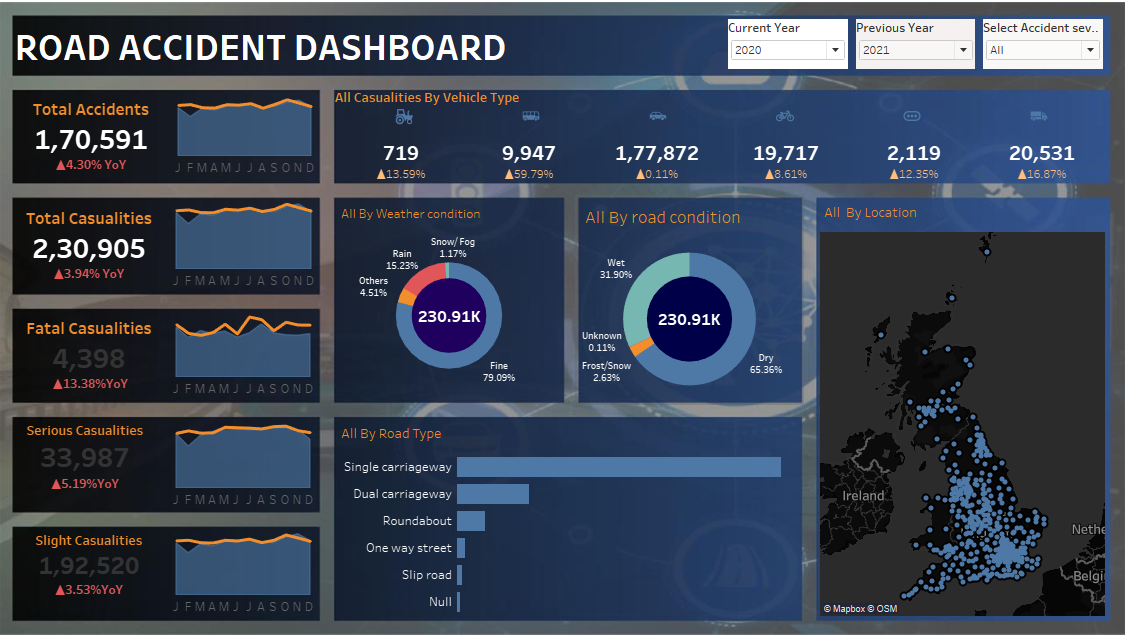 ROAD ACCIDENT DASHBOARD
Current Year
2020
Previous Year
2021
Select Accident sev..
All
Total Accidents
1,70,591
▲4.30% YoY
J F M A M J J A S O N D
Total Casualities
2,30,905
▲3.94% YoY
J F M A M J J A S O N D
Fatal Casualities
4,398
▲13.38%YoY
J F M A M J J A S O N D
Serious Casualities
33,987
▲5.19%YoY
J F M A M J J A S O N D
Slight Casualities
1,92,520
▲3.53%YoY
J F M A M J J A S O N D
All Casualities By Vehicle Type
719
▲13.59%
9,947
▲59.79%
1,77,872
▲0.11%
19,717
▲8.61%
2,119
▲12.35%
20,531
▲16.87%
All By Weather condition
Snow/ Fog
1.17%
Rain
15.23%
Others
4.51%
230.91K
Fine
79.09%
All By road condition
Wet
31.90%
230.91K
Unknown
0.11%
Frost/Snow
2.63%
Dry
65.36%
All By Road Type
Single carriageway
Dual carriageway
Roundabout
One way street
Slip road
Null
All By Location
Ireland
Nethe
Belgi
© Mapbox © OSM